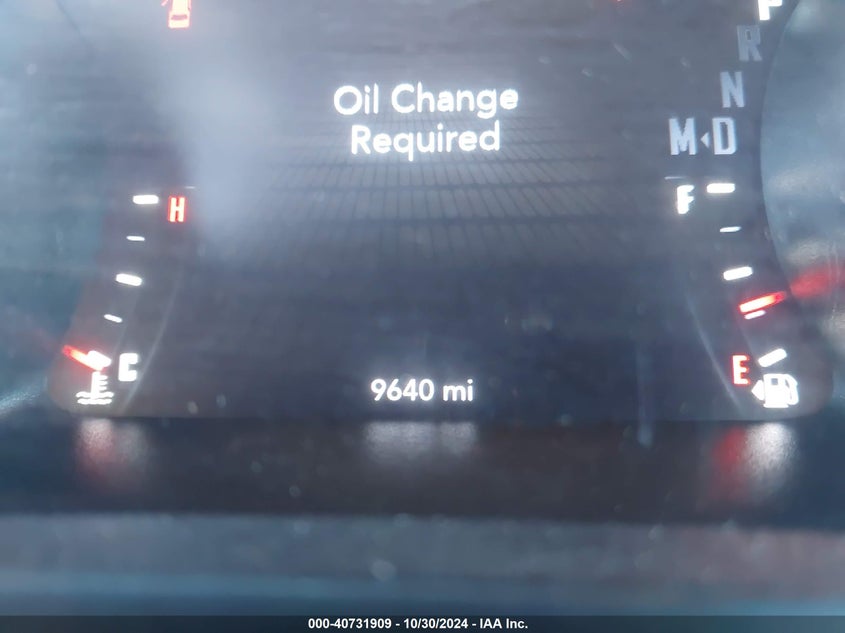 P
R
N
M D
Oil Change
Required
H
F
C
E
9640 mi
000-40731909 - 10/30/2024 - IAA Inc.